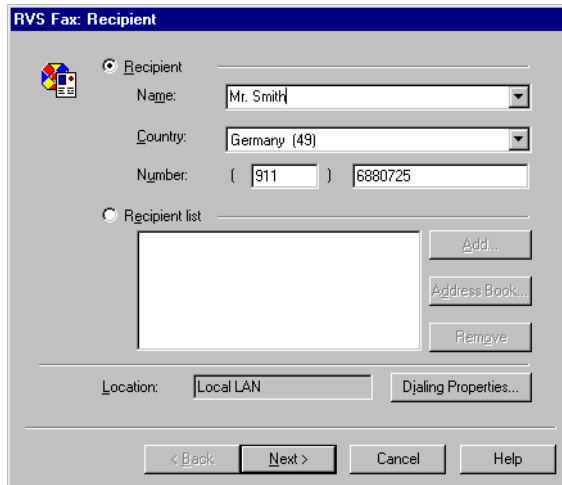 RVS Fax: Recipient
Recipient
Name: Mr. Smith
Country: Germany (49)
Number: ( 911 ) 6880725
Recipient list
Add...
Address Book...
Remove
Location: Local LAN Dialing Properties...
< Back Next > Cancel Help